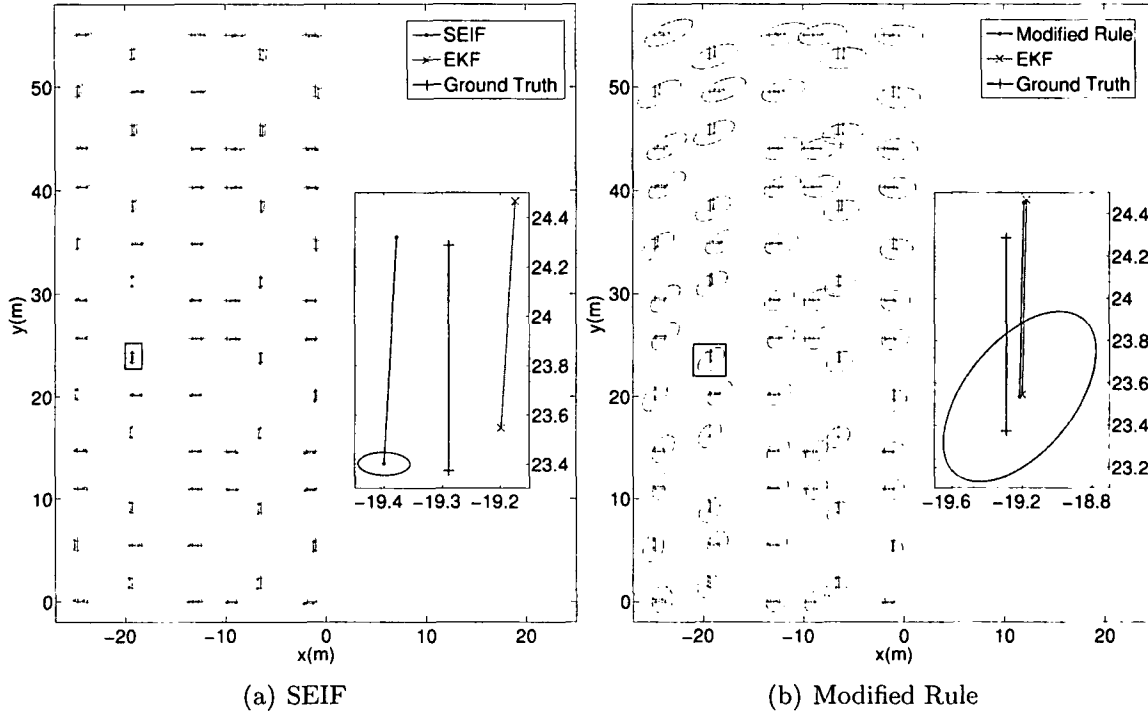 SEIF
EKF
Ground Truth
50
40
30
20
10
0
y(m)
24.4
24.2
24
23.8
23.6
23.4
−19.4 −19.3 −19.2
−20 −10 0 10 20
x(m)
(a) SEIF
Modified Rule
EKF
Ground Truth
50
40
30
20
10
0
y(m)
24.4
24.2
24
23.8
23.6
23.4
23.2
−19.6 −19.2 −18.8
−20 −10 0 10 20
x(m)
(b) Modified Rule